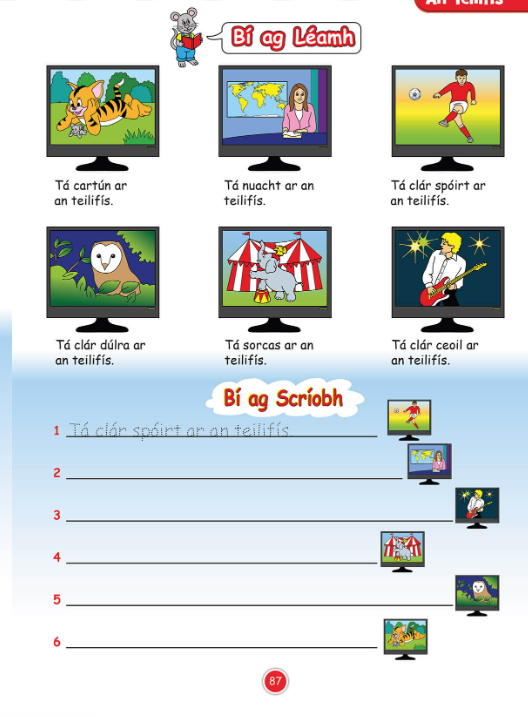 An Teilifís
Bí ag Léamh
Tá cartún ar
an teilifís.
Tá nuacht ar an
teilifís.
Tá clár spóirt ar
an teilifís.
Tá clár dúlra ar
an teilifís.
Tá sorcas ar an
teilifís.
Tá clár ceoil ar
an teilifís.
Bí ag Scríobh
1 Tá clár spóirt ar an teilifís.
2
3
4
5
6
87